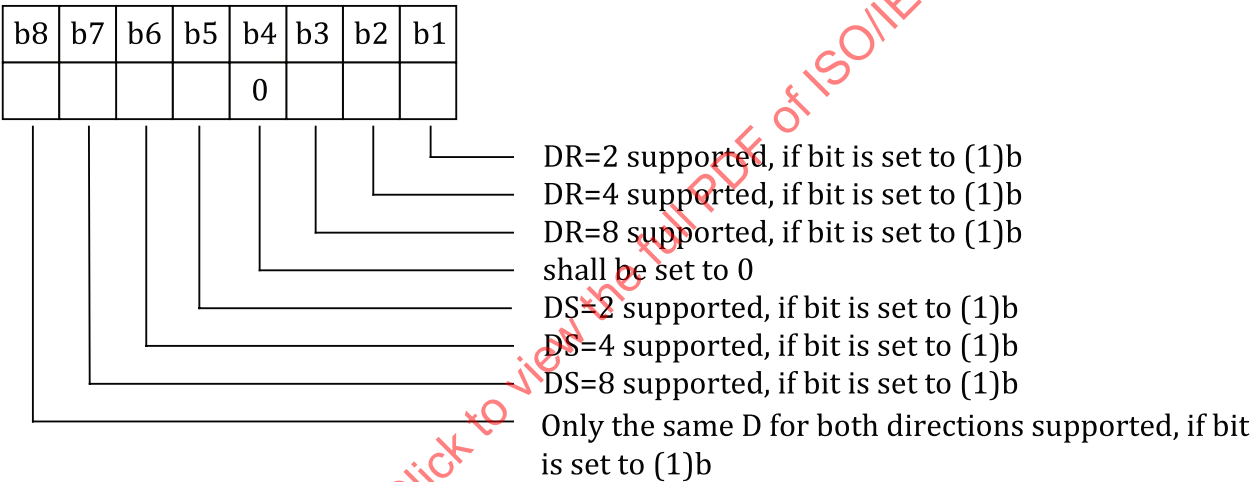 b8 b7 b6 b5 b4 b3 b2 b1
0
DR=2 supported, if bit is set to (1)b
DR=4 supported, if bit is set to (1)b
DR=8 supported, if bit is set to (1)b
shall be set to 0
DS=2 supported, if bit is set to (1)b
DS=4 supported, if bit is set to (1)b
DS=8 supported, if bit is set to (1)b
Only the same D for both directions supported, if bit
is set to (1)b
lick to view the full PDF of ISO/IE